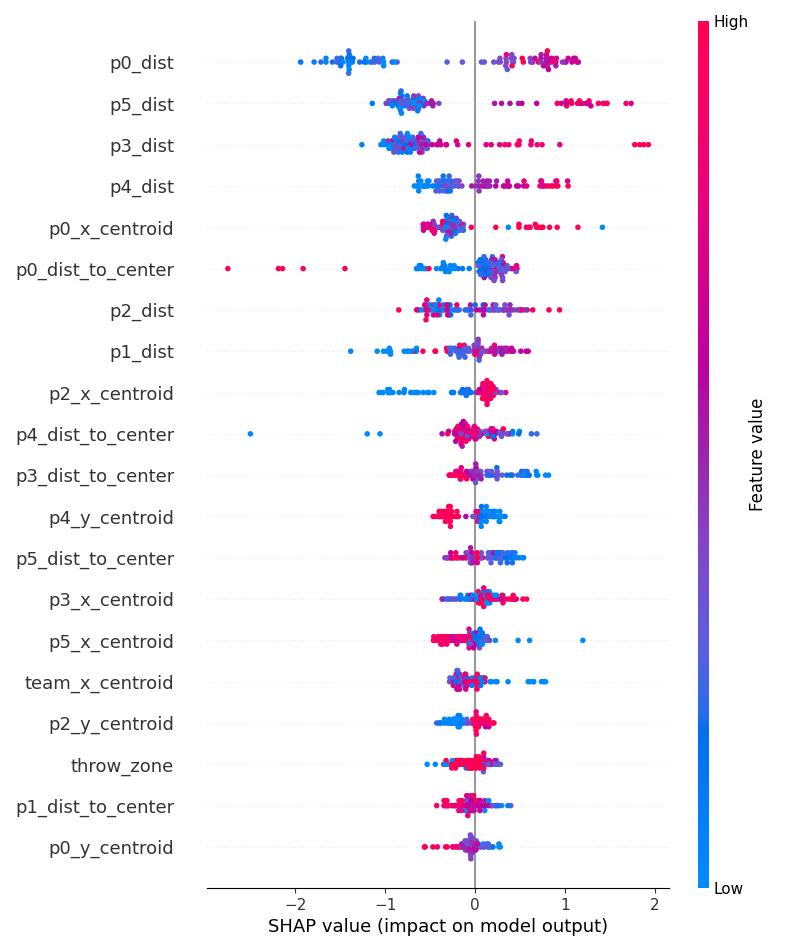 High
p0_dist
p5_dist
p3_dist
p4_dist
p0_x_centroid
p0_dist_to_center
p2_dist
p1_dist
p2_x_centroid
p4_dist_to_center
p3_dist_to_center
p4_y_centroid
p5_dist_to_center
p3_x_centroid
p5_x_centroid
team_x_centroid
p2_y_centroid
throw_zone
p1_dist_to_center
p0_y_centroid
Feature value
Low
−2 −1 0 1 2
SHAP value (impact on model output)